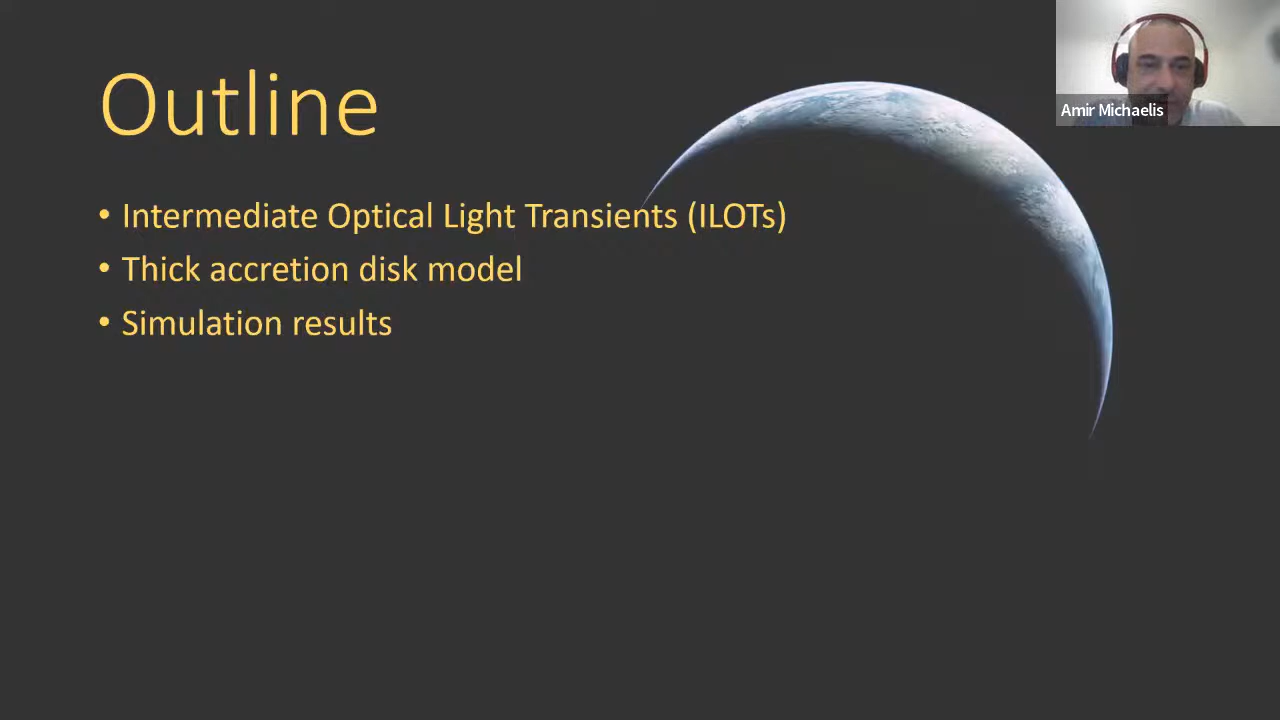 Outline
• Intermediate Optical Light Transients (ILOTs)
• Thick accretion disk model
• Simulation results
Amir Michaelis